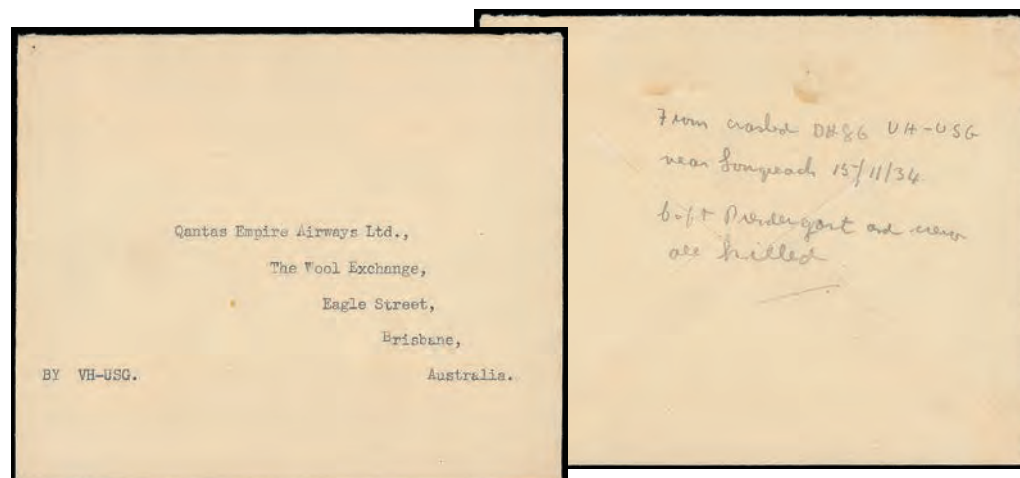 Qantas Empire Airways Ltd.,
The Wool Exchange,
Eagle Street,
Brisbane,
BY VH-USG. Australia.
From crashed DH86 VH-USG
near Longreach 15/11/34
Capt Prendergast and crew
all killed